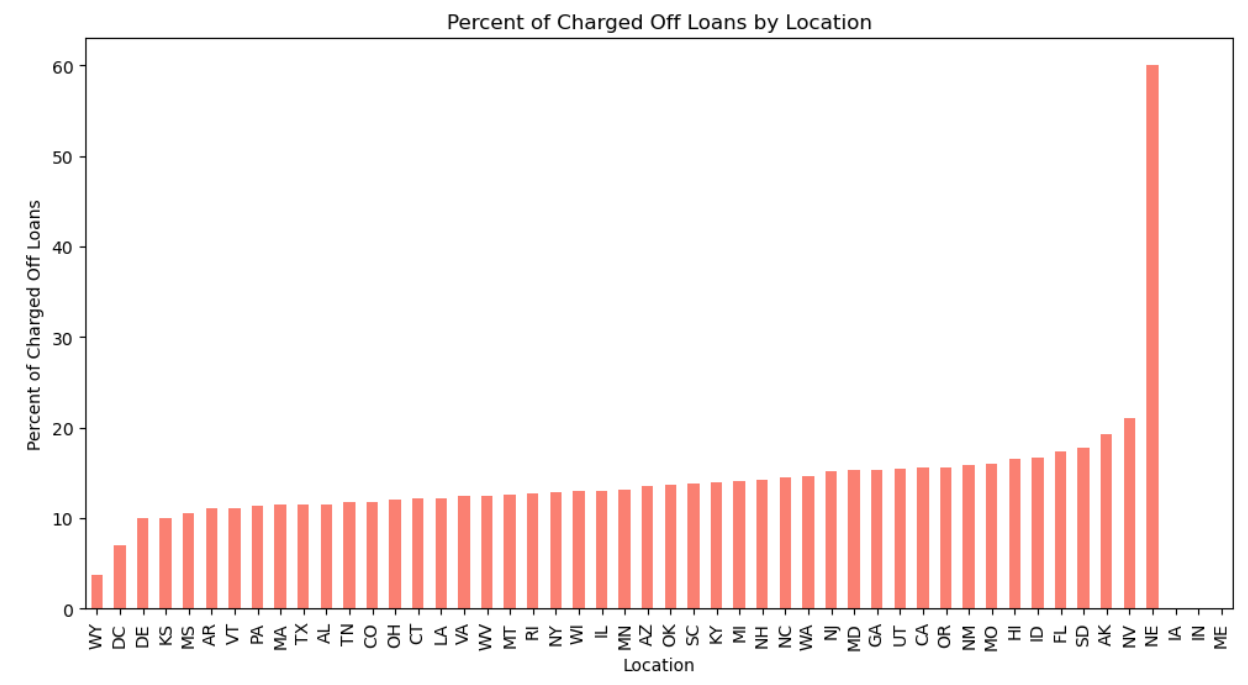 Percent of Charged Off Loans by Location
Percent of Charged Off Loans
60
50
40
30
20
10
0
WY DC DE KS MS AR VT PA MA TX AL TN CO OH CT LA VA WV MT RI NY WI IL MN AZ OK SC KY MI NH NC WA NJ MD GA UT CA OR NM MO HI ID FL SD AK NV NE IA IN ME
Location